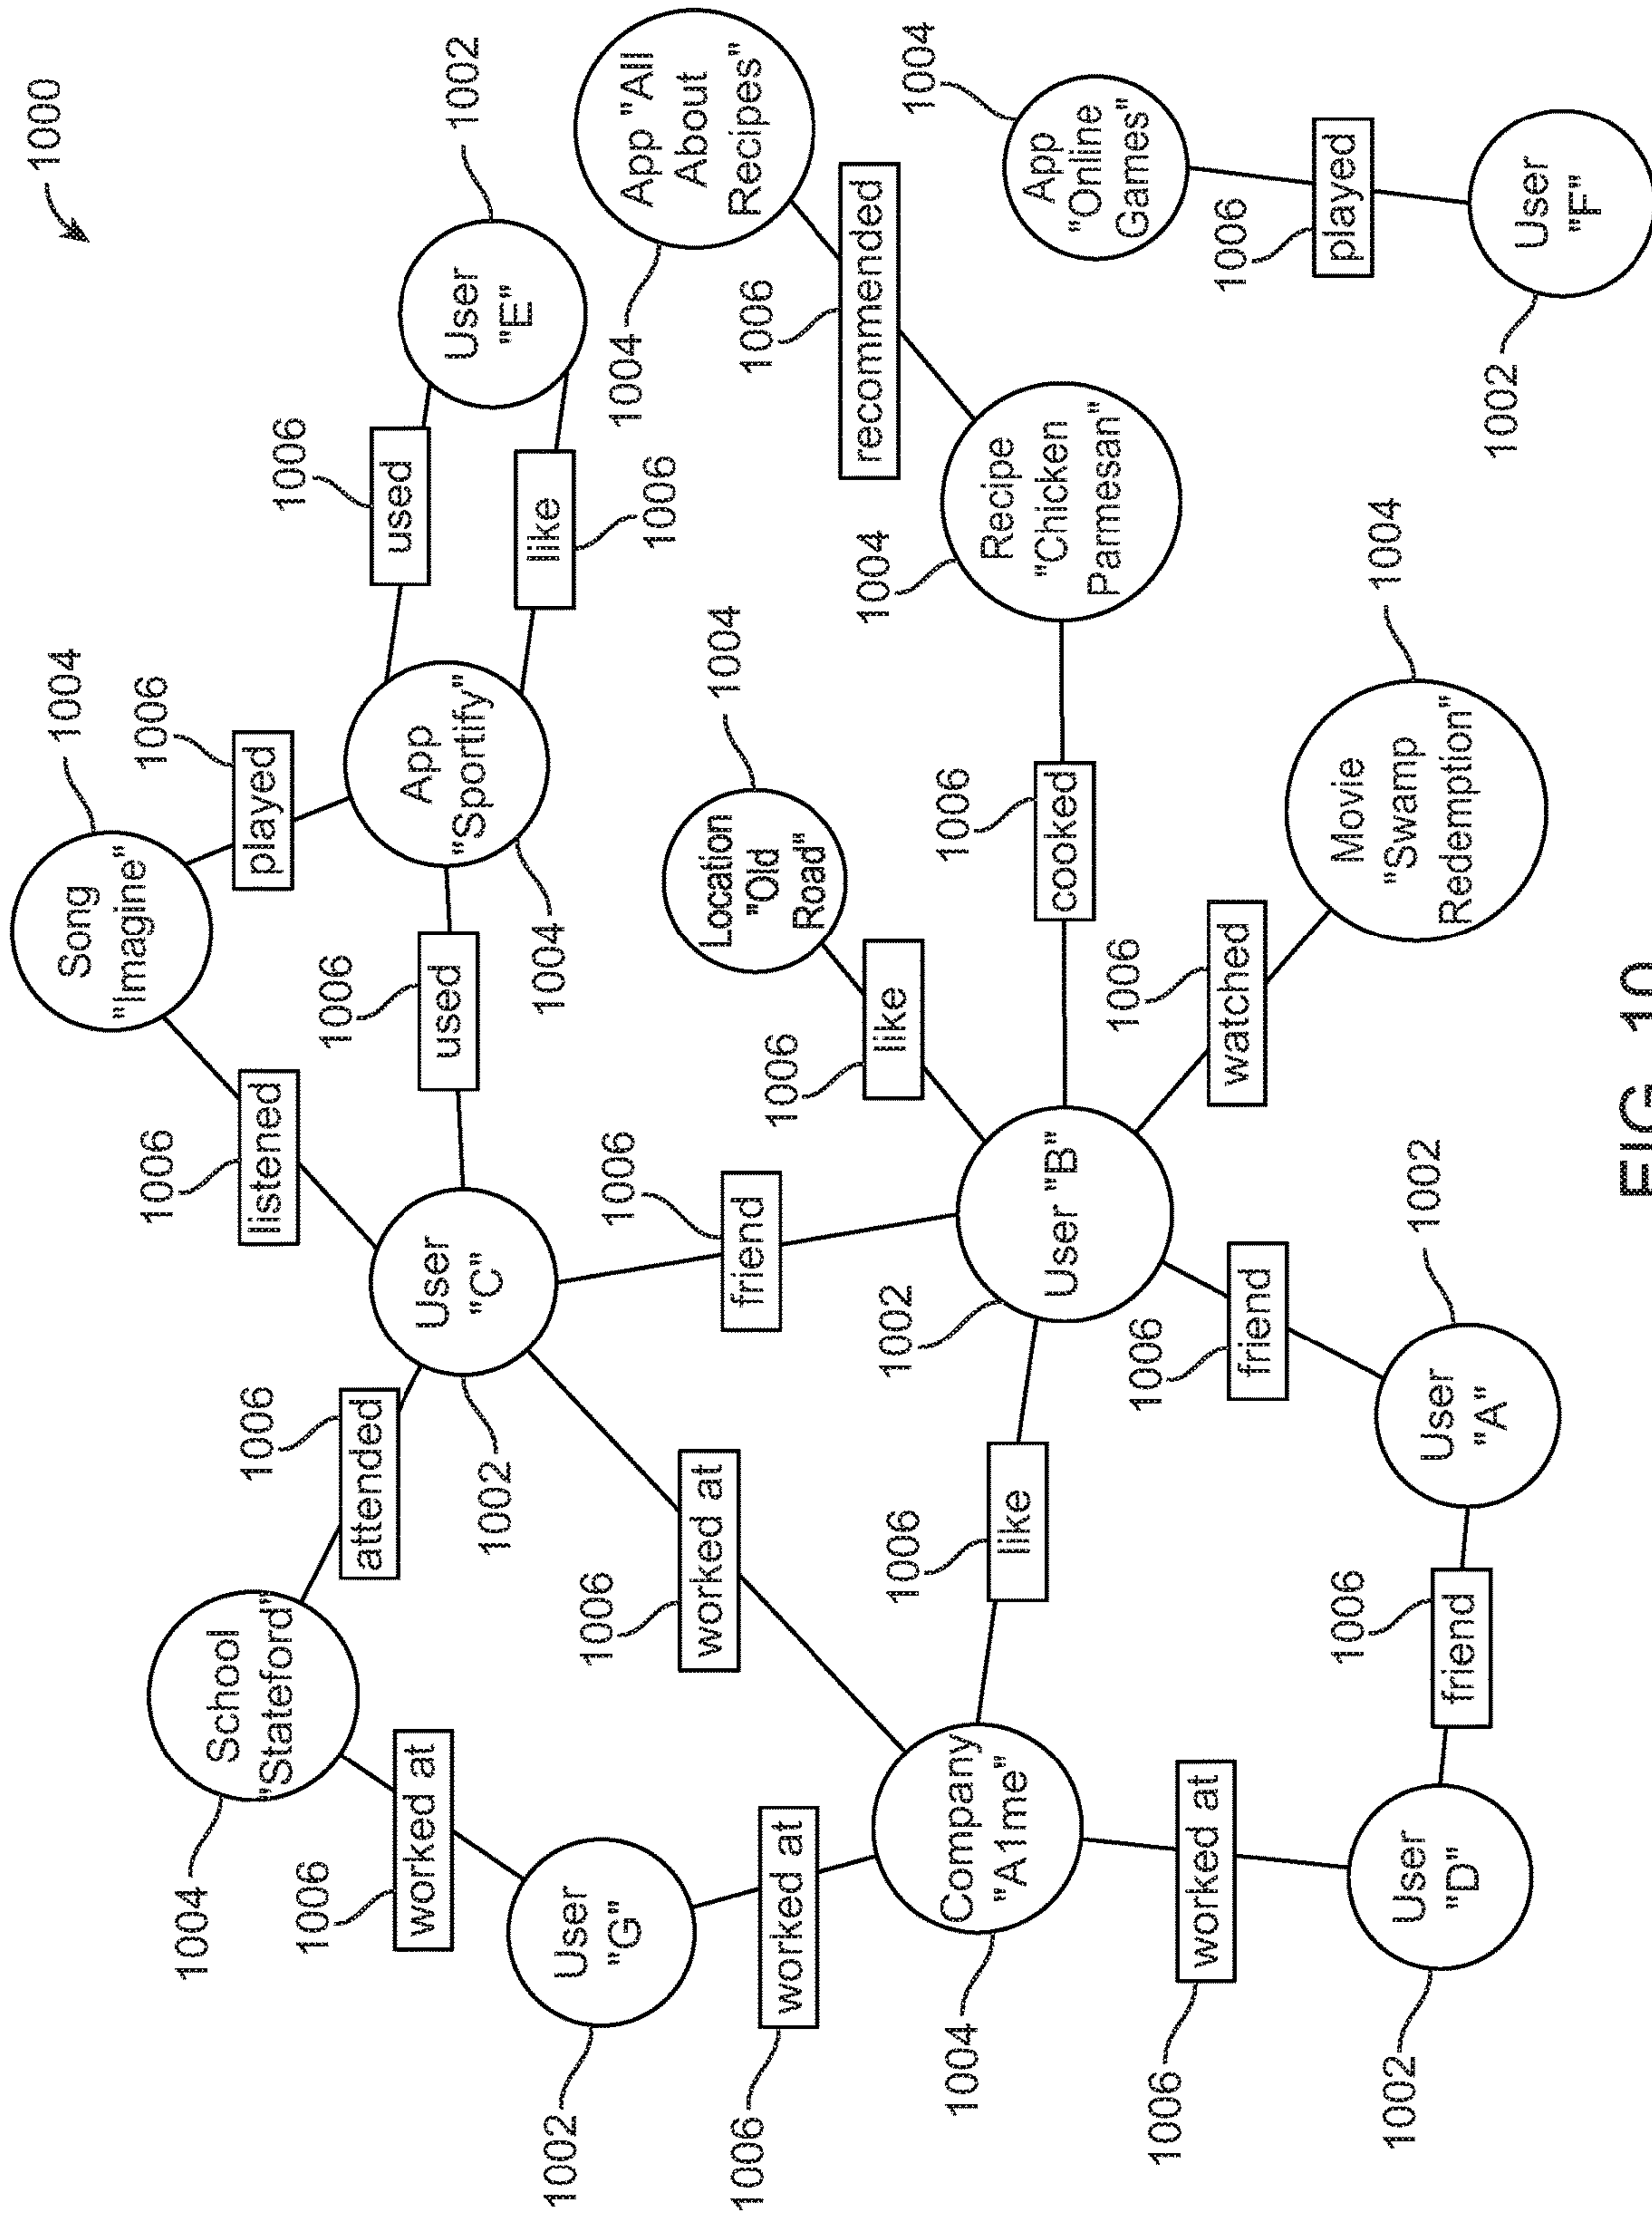 1000
1004
Song
"Imagine"
1006
listened
1006
played
1004
School
"Stateford"
1006
attended
1006
worked at
1002
User
"G"
1002
User
"C"
1006
used
App
"Sportify"
1004
1006
used
like
1006
User
"E"
1002
1006
worked at
1006
worked at
1006
friend
Location
"Old
Road"
1004
1006
like
1004
App "All
About
Recipes"
1006
recommended
1004
Company
"A1me"
1006
like
1002
User "B"
1006
cooked
1004
Recipe
"Chicken
Parmesan"
1004
App
"Online
Games"
1006
worked at
1006
friend
1006
watched
Movie
"Swamp
Redemption"
1004
1006
played
1002
User
"D"
1006
friend
User
"A"
1002
1002
User
"F"
FIG. 10